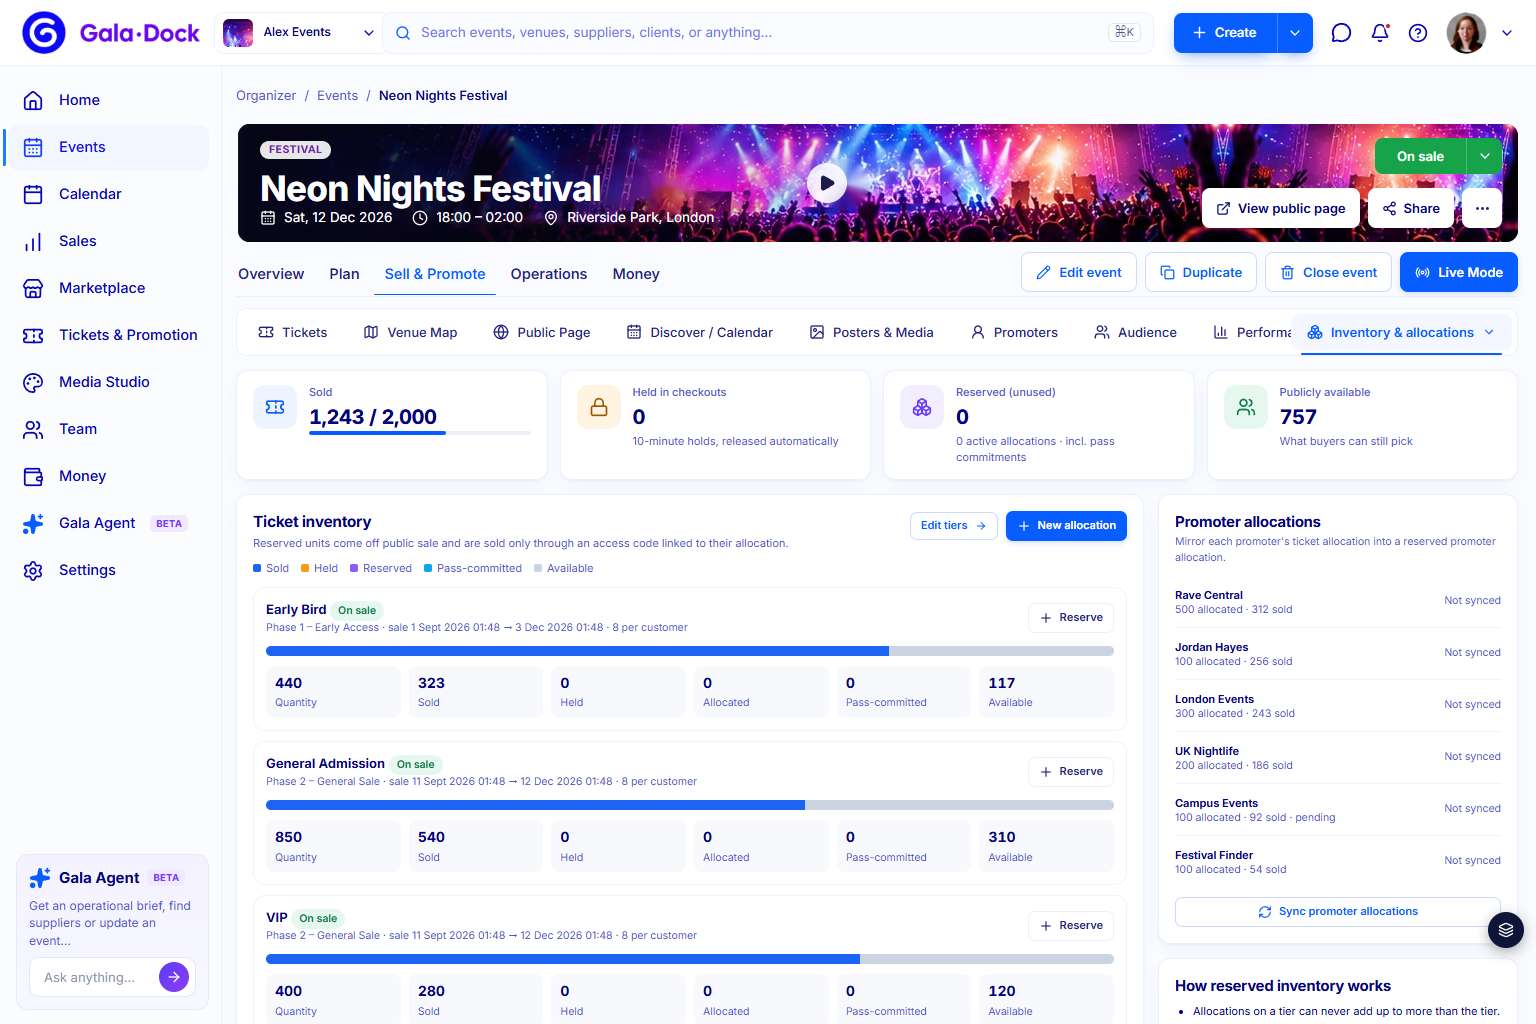 Gala·Dock
Alex Events
Search events, venues, suppliers, clients, or anything...
⌘K
Create
Home
Events
Calendar
Sales
Marketplace
Tickets & Promotion
Media Studio
Team
Money
Gala Agent BETA
Settings
Gala Agent BETA
Get an operational brief, find
suppliers or update an
event...
Ask anything...
Organizer / Events / Neon Nights Festival
FESTIVAL
Neon Nights Festival
Sat, 12 Dec 2026 18:00 – 02:00 Riverside Park, London
On sale
View public page
Share
Overview Plan Sell & Promote Operations Money
Edit event
Duplicate
Close event
Live Mode
Tickets Venue Map Public Page Discover / Calendar Posters & Media Promoters Audience Performa Inventory & allocations
Sold
1,243 / 2,000
Held in checkouts
0
10-minute holds, released automatically
Reserved (unused)
0
0 active allocations · incl. pass
commitments
Publicly available
757
What buyers can still pick
Ticket inventory
Reserved units come off public sale and are sold only through an access code linked to their allocation.
Edit tiers →
New allocation
Sold Held Reserved Pass-committed Available
Early Bird On sale
Phase 1 – Early Access · sale 1 Sept 2026 01:48 → 3 Dec 2026 01:48 · 8 per customer
Reserve
440 323 0 0 0 117
Quantity Sold Held Allocated Pass-committed Available
General Admission On sale
Phase 2 – General Sale · sale 11 Sept 2026 01:48 → 12 Dec 2026 01:48 · 8 per customer
Reserve
850 540 0 0 0 310
Quantity Sold Held Allocated Pass-committed Available
VIP On sale
Phase 2 – General Sale · sale 11 Sept 2026 01:48 → 12 Dec 2026 01:48 · 8 per customer
Reserve
400 280 0 0 0 120
Quantity Sold Held Allocated Pass-committed Available
Promoter allocations
Mirror each promoter's ticket allocation into a reserved promoter
allocation.
Rave Central
500 allocated · 312 sold
Not synced
Jordan Hayes
100 allocated · 256 sold
Not synced
London Events
300 allocated · 243 sold
Not synced
UK Nightlife
200 allocated · 186 sold
Not synced
Campus Events
100 allocated · 92 sold · pending
Not synced
Festival Finder
100 allocated · 54 sold
Not synced
Sync promoter allocations
How reserved inventory works
• Allocations on a tier can never add up to more than the tier.